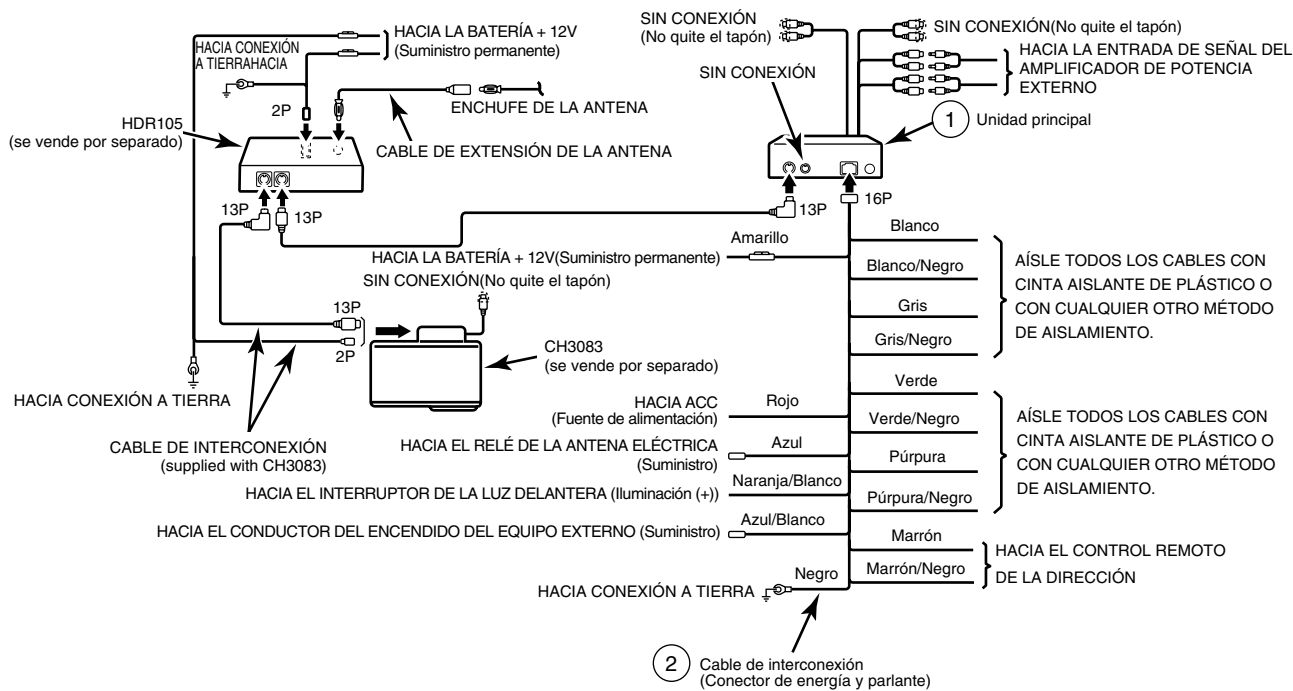 HACIA LA BATERÍA + 12V
(Suministro permanente)
HACIA CONEXIÓN
A TIERRAHACIA
2P
ENCHUFE DE LA ANTENA
HDR105
(se vende por separado)
CABLE DE EXTENSIÓN DE LA ANTENA
13P
13P
SIN CONEXIÓN
(No quite el tapón)
SIN CONEXIÓN(No quite el tapón)
HACIA LA ENTRADA DE SEÑAL DEL
AMPLIFICADOR DE POTENCIA
EXTERNO
SIN CONEXIÓN
1 Unidad principal
13P
16P
Amarillo
HACIA LA BATERÍA + 12V(Suministro permanente)
SIN CONEXIÓN(No quite el tapón)
13P
2P
CH3083
(se vende por separado)
HACIA CONEXIÓN A TIERRA
CABLE DE INTERCONEXIÓN
(supplied with CH3083)
Blanco
Blanco/Negro
Gris
Gris/Negro
AÍSLE TODOS LOS CABLES CON
CINTA AISLANTE DE PLÁSTICO O
CON CUALQUIER OTRO MÉTODO
DE AISLAMIENTO.
HACIA ACC
(Fuente de alimentación)
Rojo
HACIA EL RELÉ DE LA ANTENA ELÉCTRICA
(Suministro)
Azul
HACIA EL INTERRUPTOR DE LA LUZ DELANTERA (Iluminación (+))
Naranja/Blanco
HACIA EL CONDUCTOR DEL ENCENDIDO DEL EQUIPO EXTERNO (Suministro)
Azul/Blanco
HACIA CONEXIÓN A TIERRA
Negro
Verde
Verde/Negro
Púrpura
Púrpura/Negro
AÍSLE TODOS LOS CABLES CON
CINTA AISLANTE DE PLÁSTICO O
CON CUALQUIER OTRO MÉTODO
DE AISLAMIENTO.
Marrón
Marrón/Negro
HACIA EL CONTROL REMOTO
DE LA DIRECCIÓN
2 Cable de interconexión
(Conector de energía y parlante)